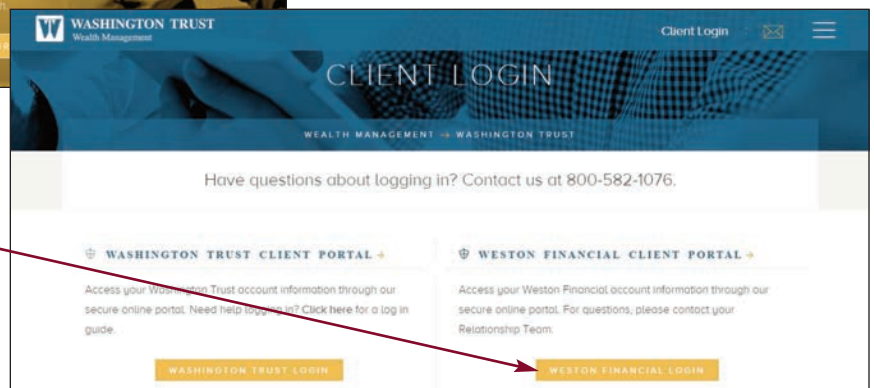 WASHINGTON TRUST
Wealth Management
Client Login
CLIENT LOGIN
WEALTH MANAGEMENT → WASHINGTON TRUST
Have questions about logging in? Contact us at 800-582-1076.
WASHINGTON TRUST CLIENT PORTAL →
Access your Washington Trust account information through our
secure online portal. Need help logging in? Click here for a log in
guide.
WASHINGTON TRUST LOGIN
WESTON FINANCIAL CLIENT PORTAL →
Access your Weston Financial account information through our
secure online portal. For questions, please contact your
Relationship Team.
WESTON FINANCIAL LOGIN